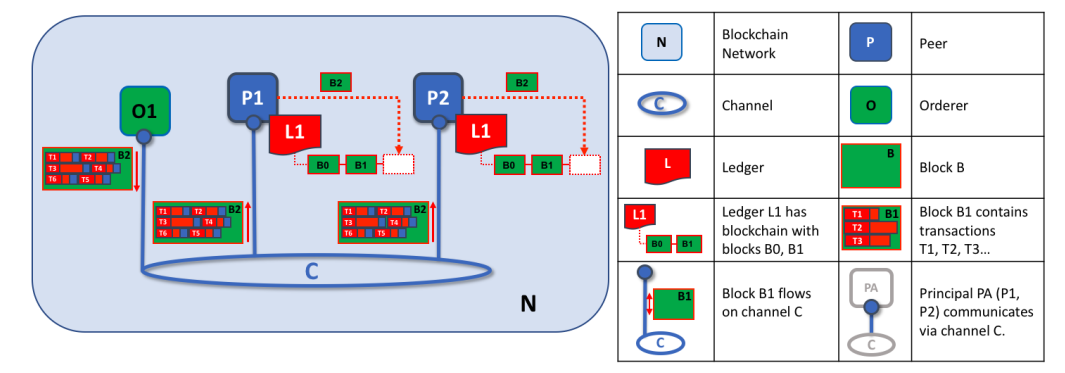 B2
B2
O1
P1
P2
L1
L1
T1 T2 B2
T3 T4
T6 T5
B0 B1
B0 B1
T1 T2 B2
T3 T4
T6 T5
T1 T2 B2
T3 T4
T6 T5
C
N
N
Blockchain
Network
P
Peer
C
Channel
O
Orderer
L
Ledger
B
Block B
L1
B0 B1
Ledger L1 has
blockchain with
blocks B0, B1
T1 B1
T2
T3
Block B1 contains
transactions
T1, T2, T3...
B1
C
Block B1 flows
on channel C
PA
C
Principal PA (P1,
P2) communicates
via channel C.